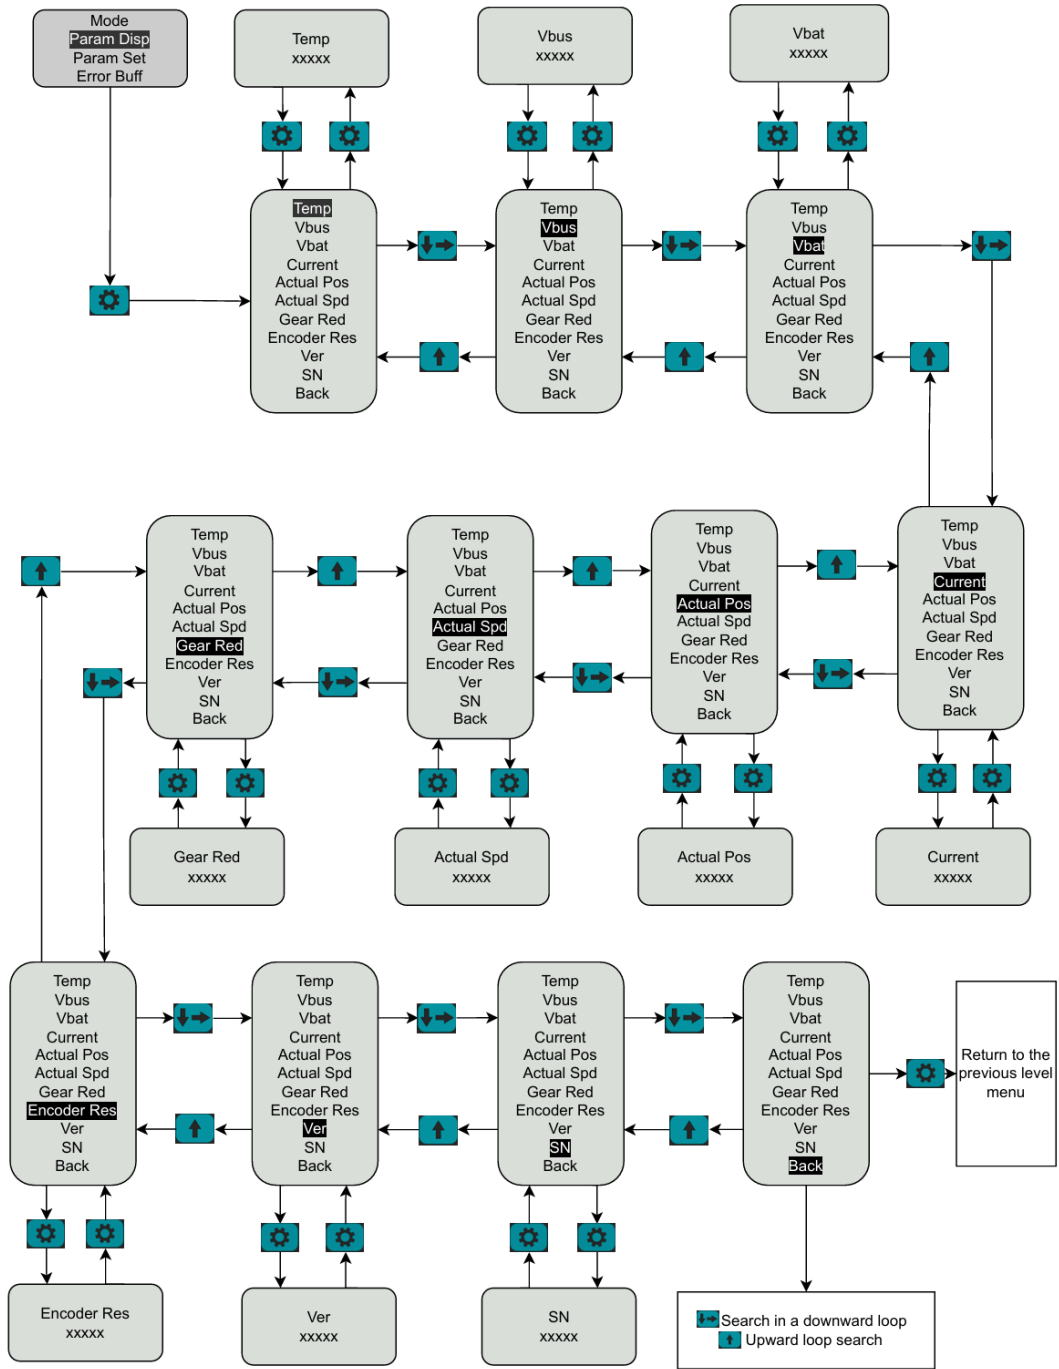 Mode
Param Disp
Param Set
Error Buff
Temp
xxxxx
Vbus
xxxxx
Vbat
xxxxx
Temp
Vbus
Vbat
Current
Actual Pos
Actual Spd
Gear Red
Encoder Res
Ver
SN
Back
Temp
Vbus
Vbat
Current
Actual Pos
Actual Spd
Gear Red
Encoder Res
Ver
SN
Back
Temp
Vbus
Vbat
Current
Actual Pos
Actual Spd
Gear Red
Encoder Res
Ver
SN
Back
Temp
Vbus
Vbat
Current
Actual Pos
Actual Spd
Gear Red
Encoder Res
Ver
SN
Back
Temp
Vbus
Vbat
Current
Actual Pos
Actual Spd
Gear Red
Encoder Res
Ver
SN
Back
Temp
Vbus
Vbat
Current
Actual Pos
Actual Spd
Gear Red
Encoder Res
Ver
SN
Back
Temp
Vbus
Vbat
Current
Actual Pos
Actual Spd
Gear Red
Encoder Res
Ver
SN
Back
Gear Red
xxxxx
Actual Spd
xxxxx
Actual Pos
xxxxx
Current
xxxxx
Temp
Vbus
Vbat
Current
Actual Pos
Actual Spd
Gear Red
Encoder Res
Ver
SN
Back
Temp
Vbus
Vbat
Current
Actual Pos
Actual Spd
Gear Red
Encoder Res
Ver
SN
Back
Temp
Vbus
Vbat
Current
Actual Pos
Actual Spd
Gear Red
Encoder Res
Ver
SN
Back
Temp
Vbus
Vbat
Current
Actual Pos
Actual Spd
Gear Red
Encoder Res
Ver
SN
Back
Return to the
previous level
menu
Encoder Res
xxxxx
Ver
xxxxx
SN
xxxxx
Search in a downward loop
Upward loop search